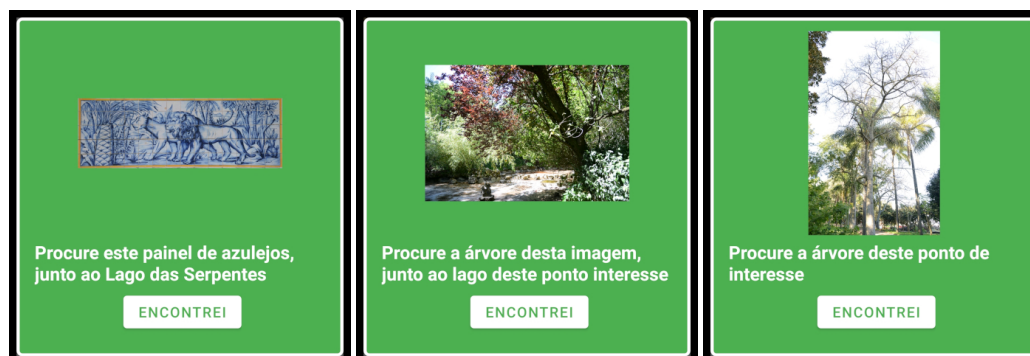 Procure este painel de azulejos,
junto ao Lago das Serpentes
ENCONTREI
Procure a árvore desta imagem,
junto ao lago deste ponto interesse
ENCONTREI
Procure a árvore deste ponto de
interesse
ENCONTREI